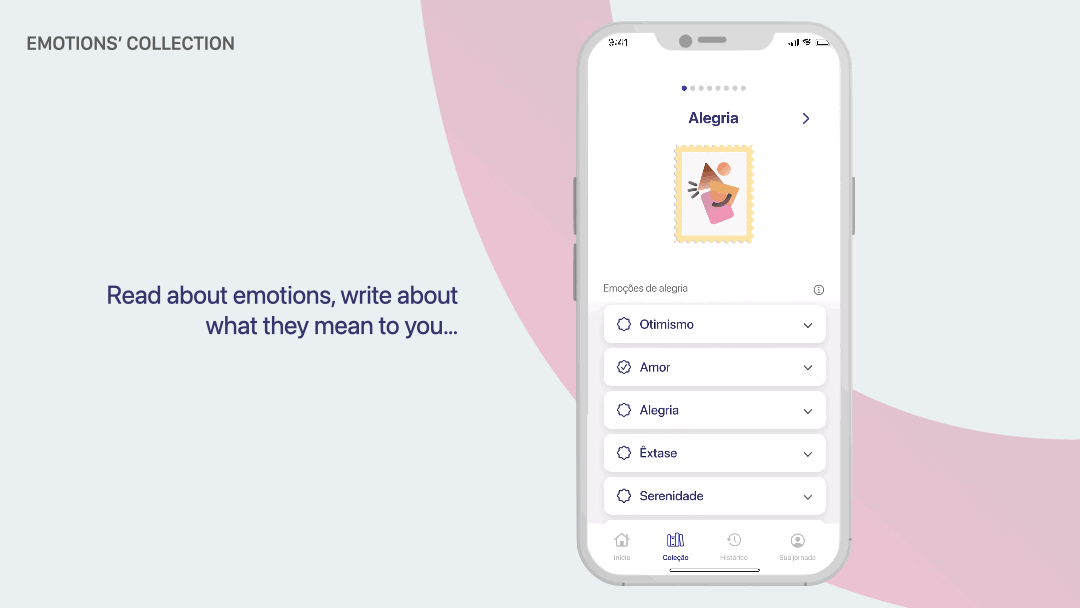 EMOTIONS’ COLLECTION
Read about emotions, write about
what they mean to you...
9:41
Alegria
Emoções de alegria
Otimismo
Amor
Alegria
Êxtase
Serenidade
Início
Coleção
Histórico
Sua jornada